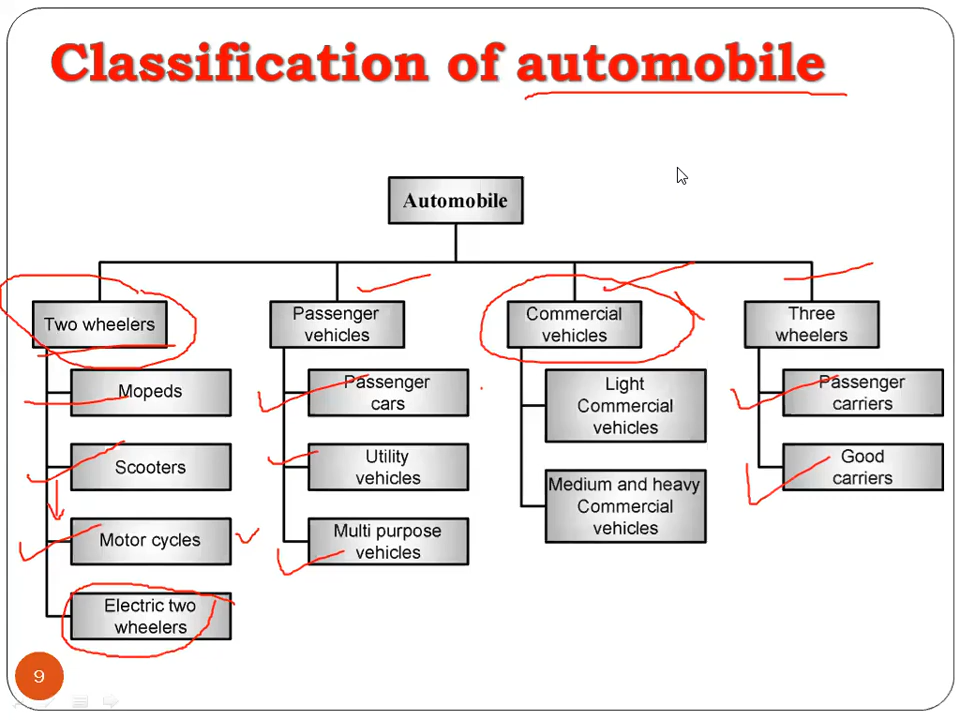 Classification of automobile
Automobile
Two wheelers
Mopeds
Scooters
Motor cycles
Electric two
wheelers
Passenger
vehicles
Passenger
cars
Utility
vehicles
Multi purpose
vehicles
Commercial
vehicles
Light
Commercial
vehicles
Medium and heavy
Commercial
vehicles
Three
wheelers
Passenger
carriers
Good
carriers
9